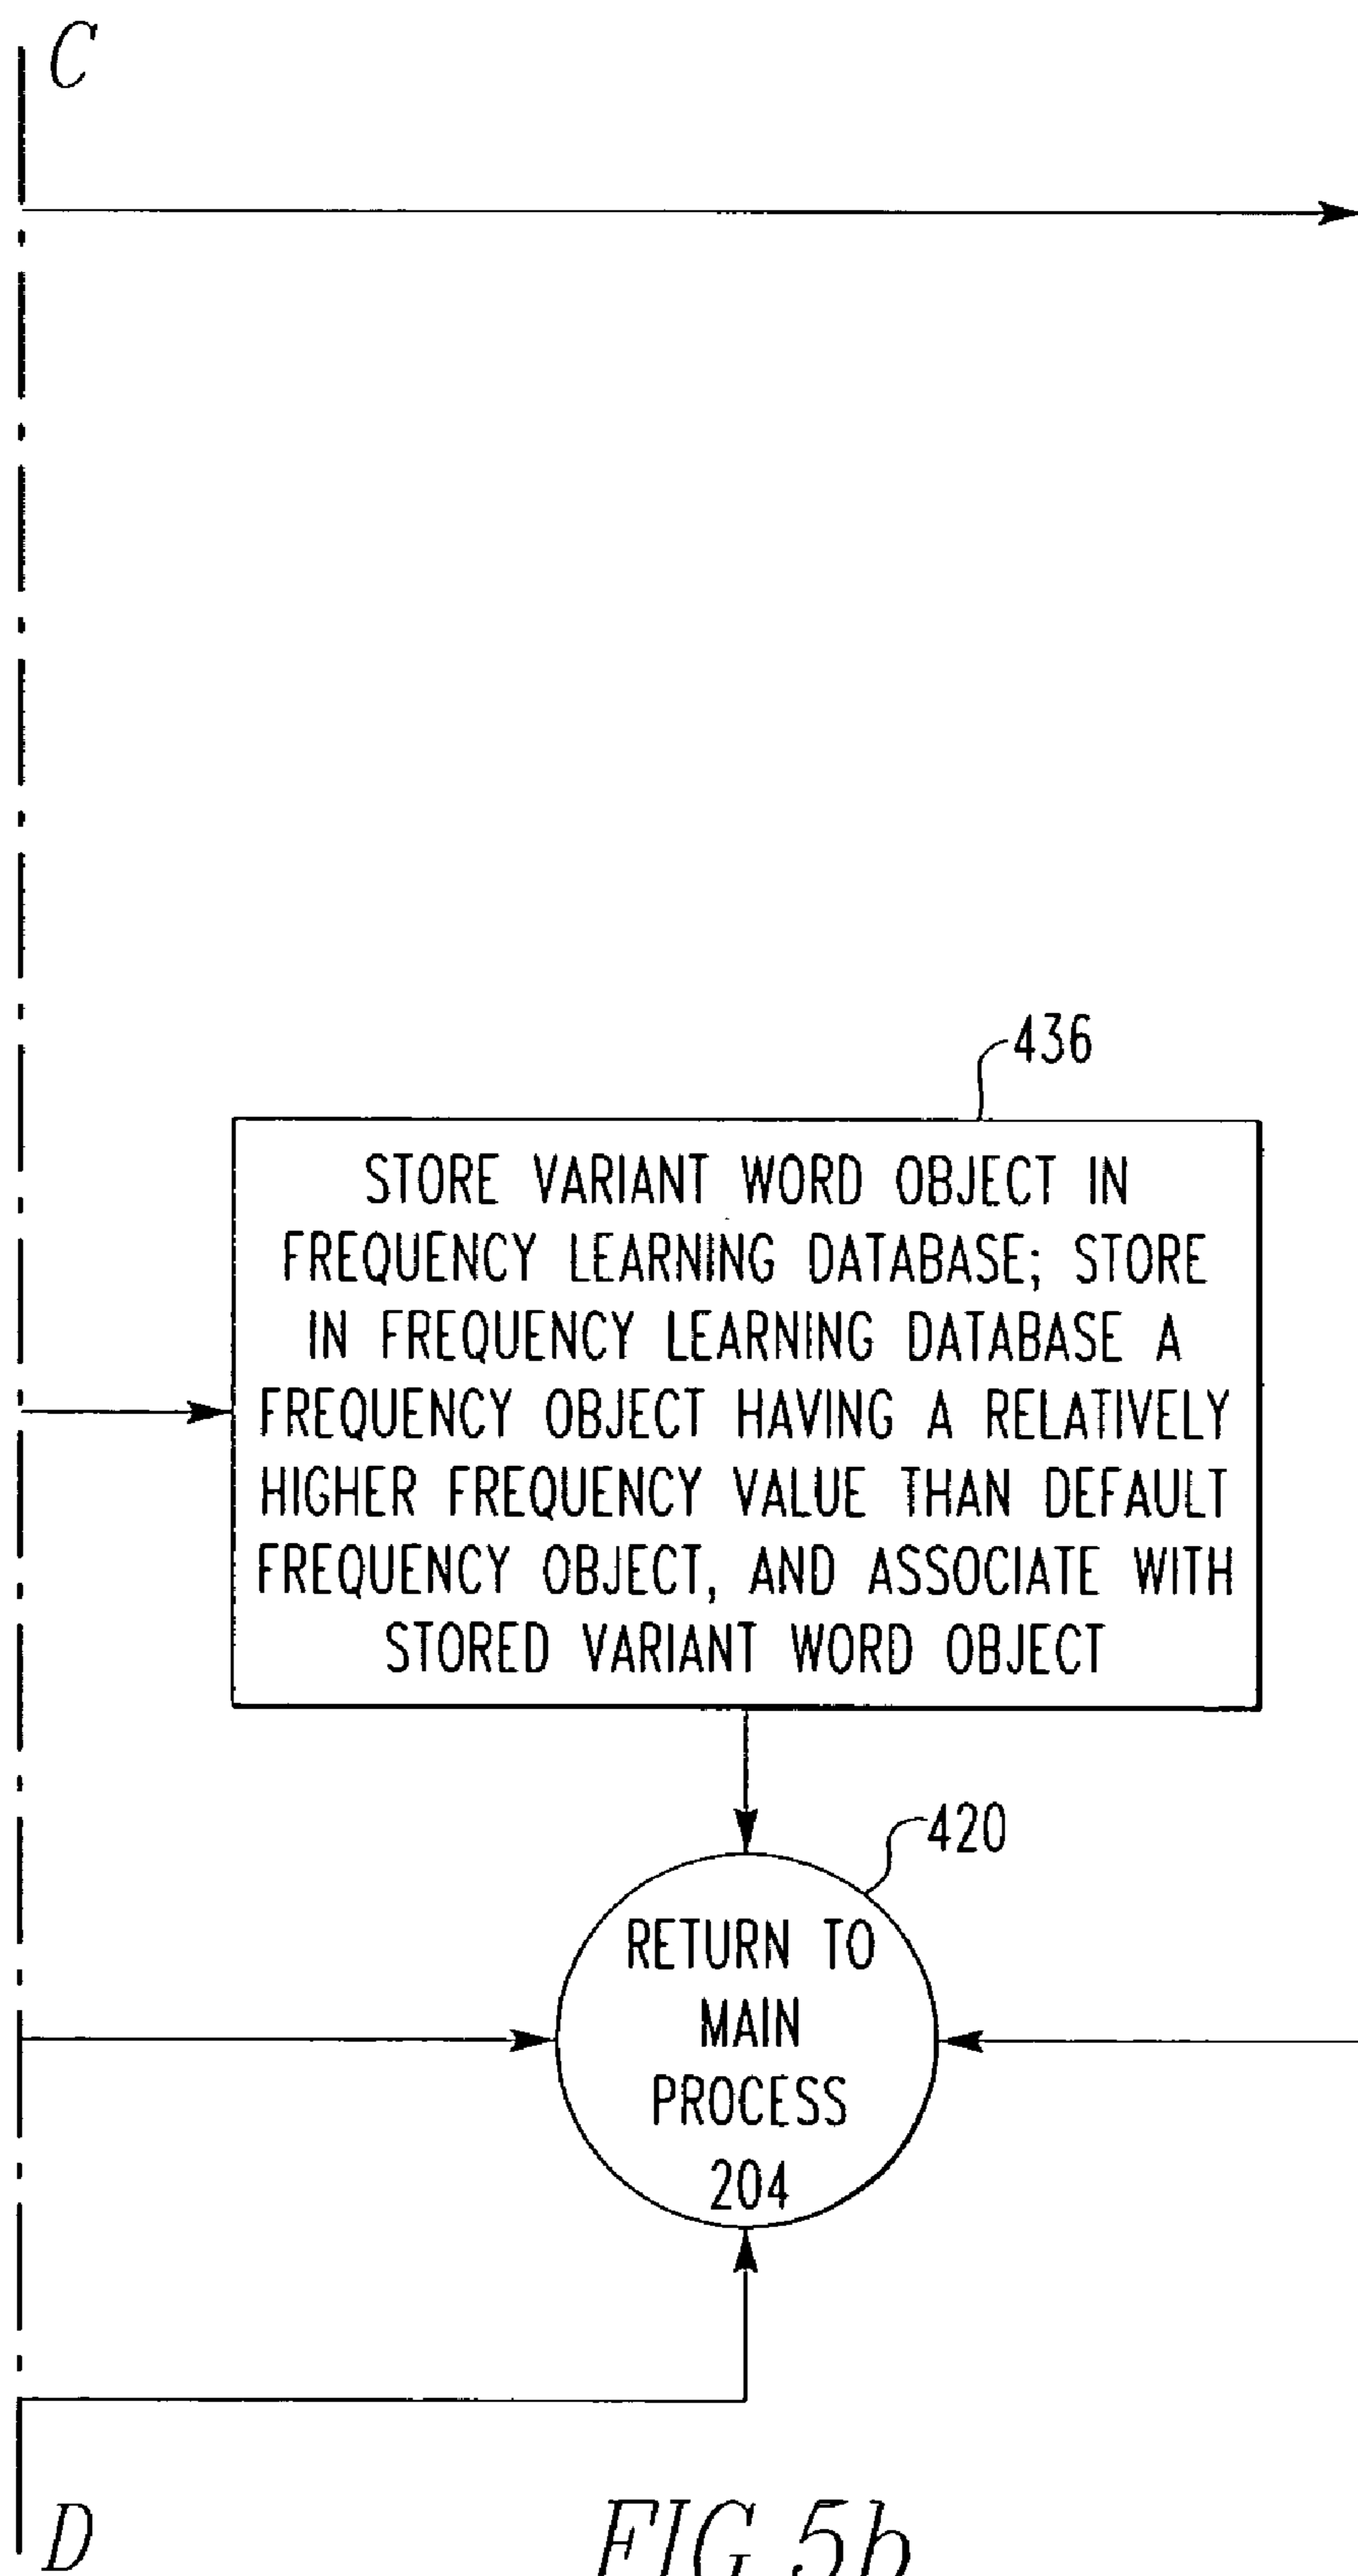 C
436
STORE VARIANT WORD OBJECT IN
FREQUENCY LEARNING DATABASE; STORE
IN FREQUENCY LEARNING DATABASE A
FREQUENCY OBJECT HAVING A RELATIVELY
HIGHER FREQUENCY VALUE THAN DEFAULT
FREQUENCY OBJECT, AND ASSOCIATE WITH
STORED VARIANT WORD OBJECT
420
RETURN TO
MAIN
PROCESS
204
D
FIG.5b